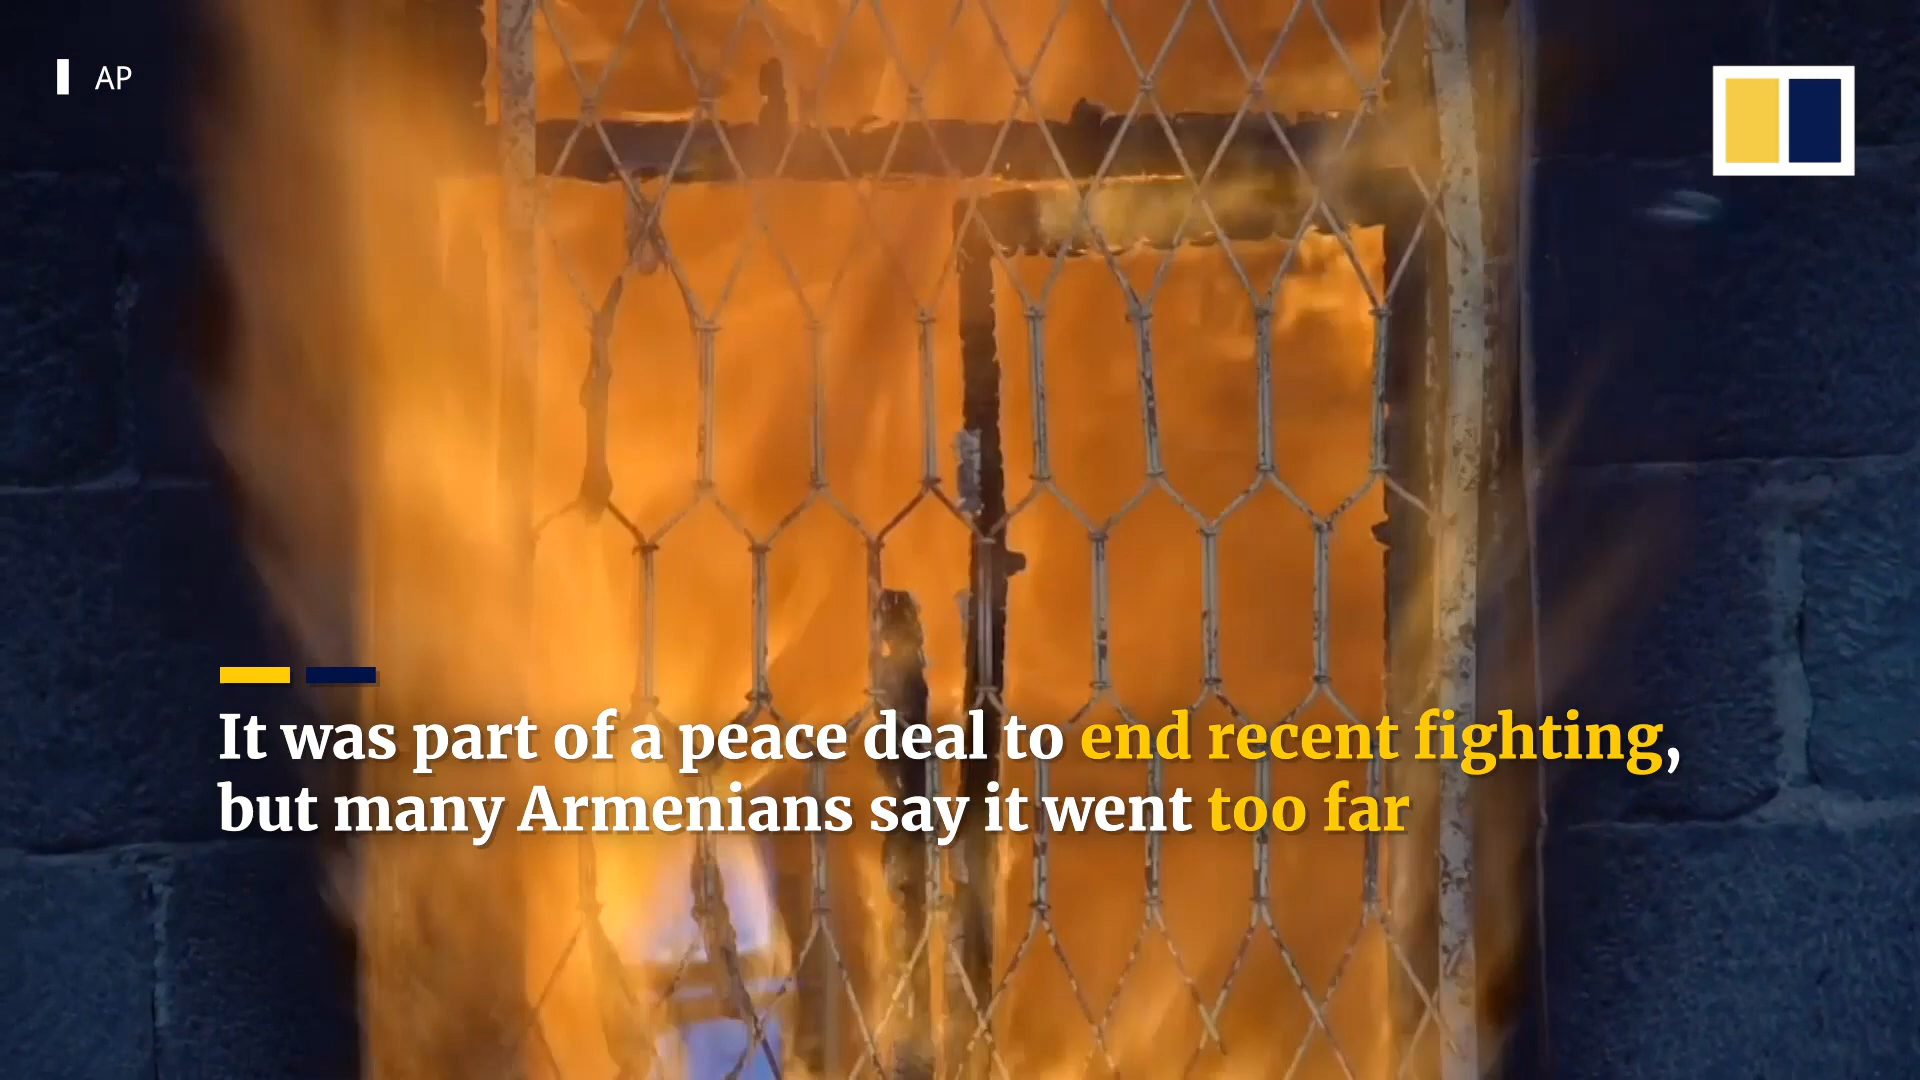 AP
It was part of a peace deal to end recent fighting,
but many Armenians say it went too far